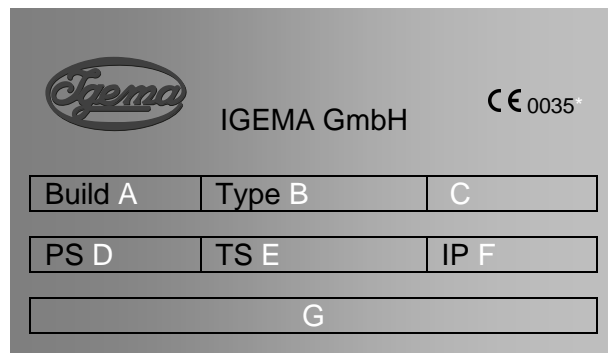 Igema
IGEMA GmbH
CE 0035*
Build A Type B C
PS D TS E IP F
G